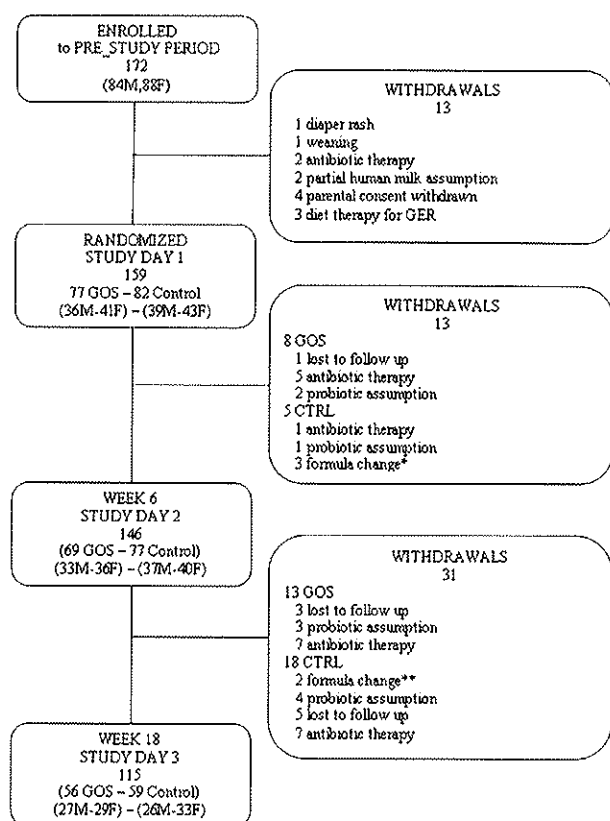 ENROLLED
to PRE_STUDY PERIOD
172
(84M,88F)
WITHDRAWALS
13
1 diaper rash
1 weaning
2 antibiotic therapy
2 partial human milk assumption
4 parental consent withdrawn
3 diet therapy for GER
RANDOMIZED
STUDY DAY 1
159
77 GOS – 82 Control
(36M-41F) – (39M-43F)
WITHDRAWALS
13
8 GOS
1 lost to follow up
5 antibiotic therapy
2 probiotic assumption
5 CTRL
1 antibiotic therapy
1 probiotic assumption
3 formula change*
WEEK 6
STUDY DAY 2
146
(69 GOS – 77 Control)
(33M-36F) – (37M-40F)
WITHDRAWALS
31
13 GOS
3 lost to follow up
3 probiotic assumption
7 antibiotic therapy
18 CTRL
2 formula change**
4 probiotic assumption
5 lost to follow up
7 antibiotic therapy
WEEK 18
STUDY DAY 3
115
(56 GOS – 59 Control)
(27M-29F) – (26M-33F)